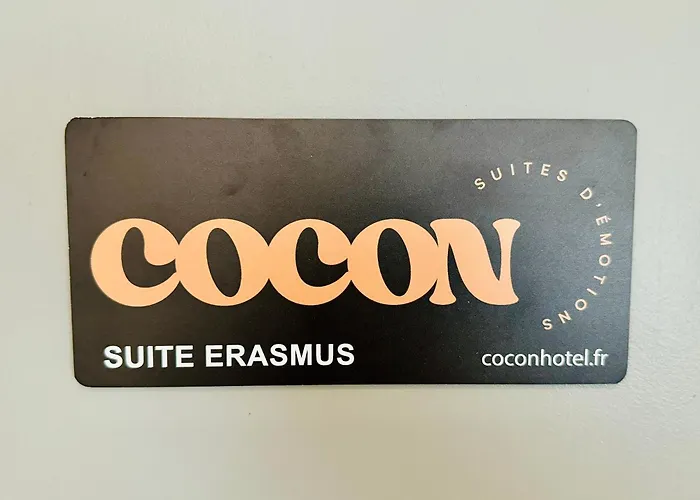 SUITES D'ÉMOTIONS
COCON
SUITE ERASMUS
coconhotel.fr